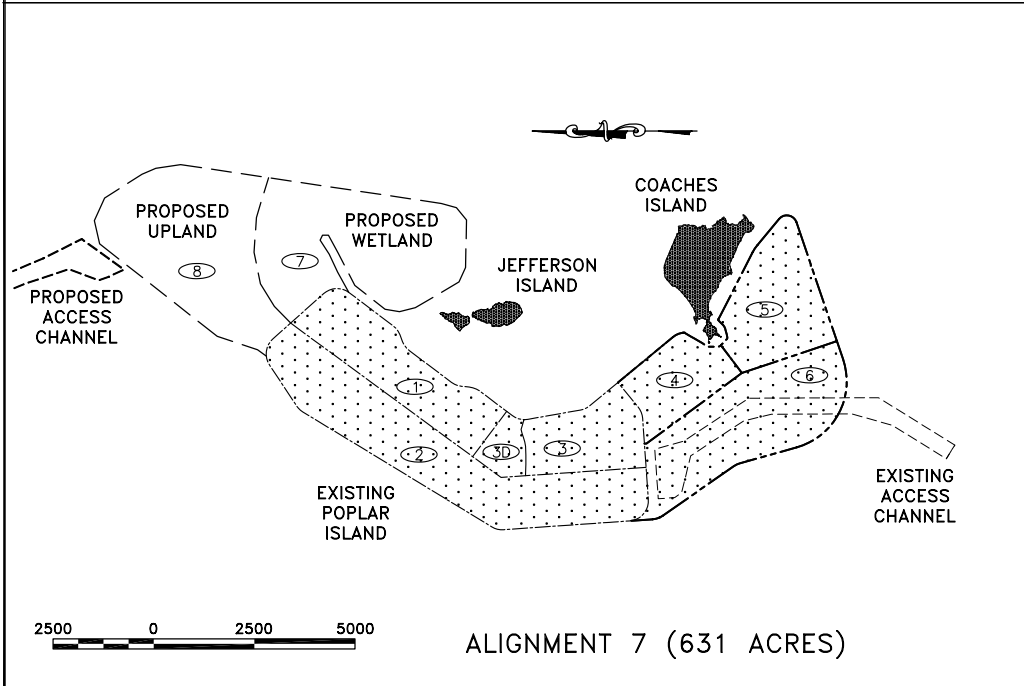 COACHES
ISLAND
PROPOSED
UPLAND
PROPOSED
WETLAND
8
7
JEFFERSON
ISLAND
PROPOSED
ACCESS
CHANNEL
5
6
4
1
2
3D
3
EXISTING
POPLAR
ISLAND
EXISTING
ACCESS
CHANNEL
2500 0 2500 5000
ALIGNMENT 7 (631 ACRES)